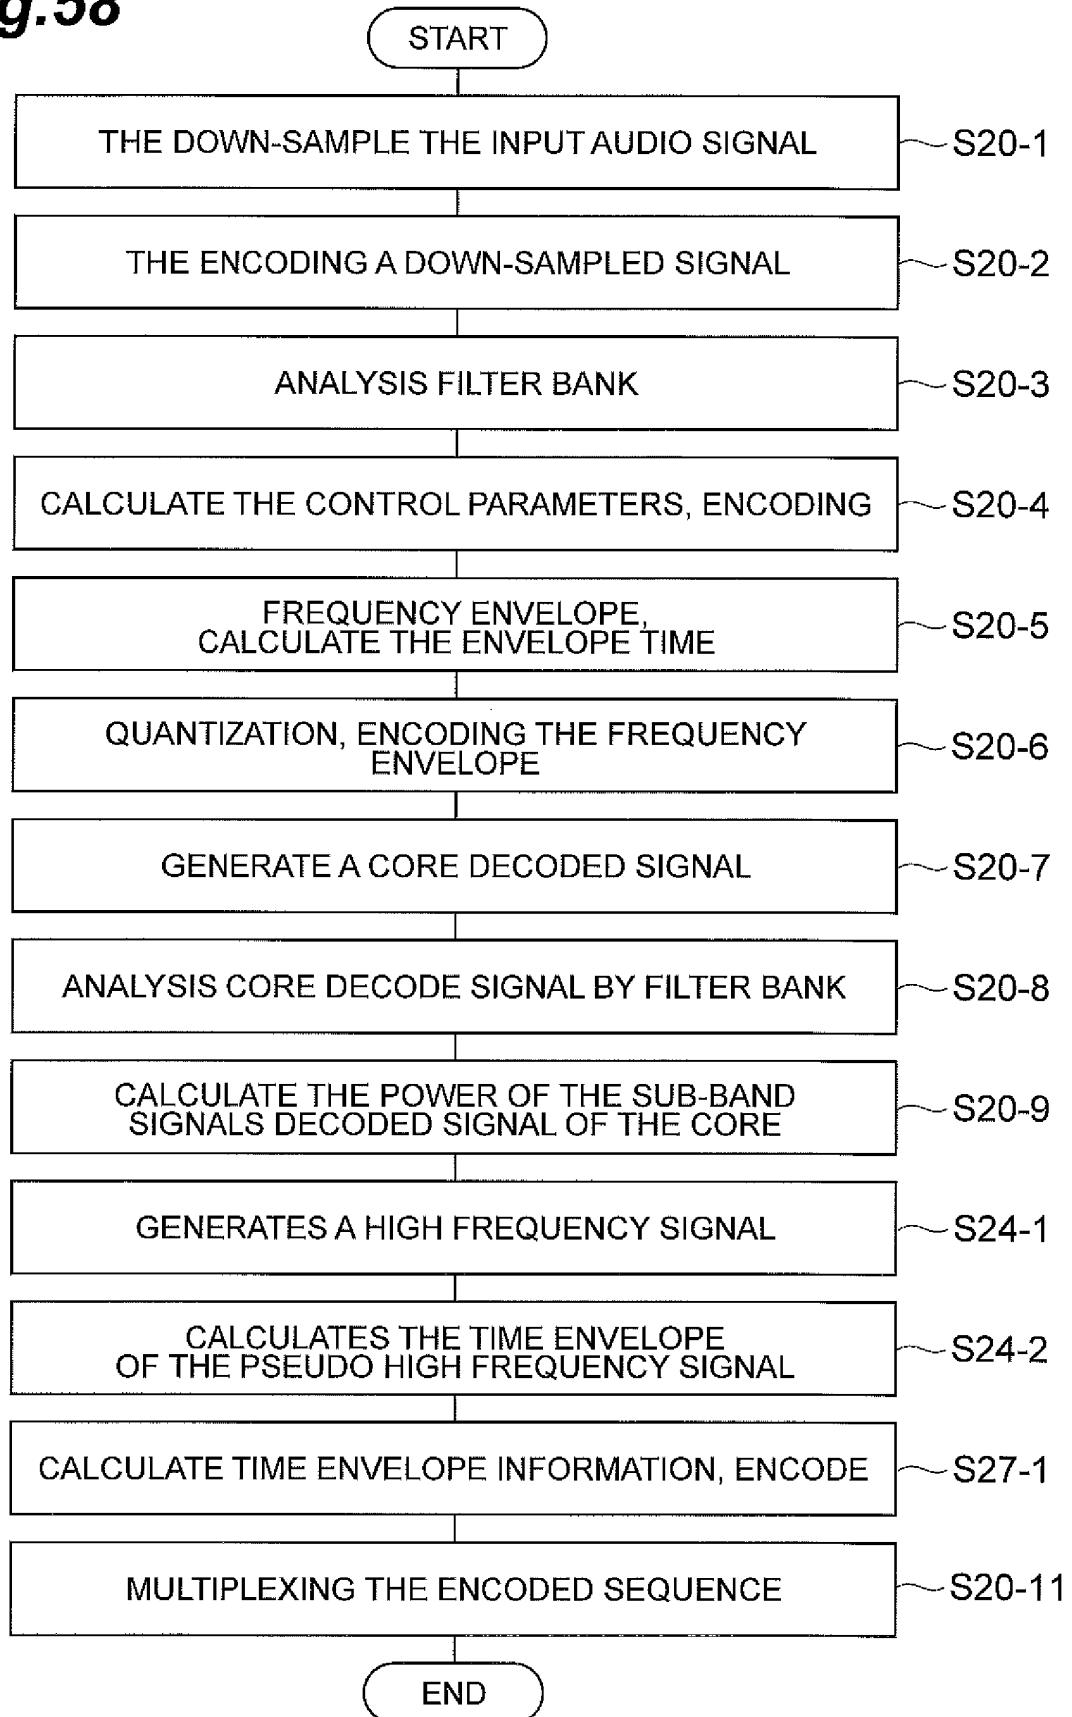 g.58
START
THE DOWN-SAMPLE THE INPUT AUDIO SIGNAL
S20-1
THE ENCODING A DOWN-SAMPLED SIGNAL
S20-2
ANALYSIS FILTER BANK
S20-3
CALCULATE THE CONTROL PARAMETERS, ENCODING
S20-4
FREQUENCY ENVELOPE,
CALCULATE THE ENVELOPE TIME
S20-5
QUANTIZATION, ENCODING THE FREQUENCY
ENVELOPE
S20-6
GENERATE A CORE DECODED SIGNAL
S20-7
ANALYSIS CORE DECODE SIGNAL BY FILTER BANK
S20-8
CALCULATE THE POWER OF THE SUB-BAND
SIGNALS DECODED SIGNAL OF THE CORE
S20-9
GENERATES A HIGH FREQUENCY SIGNAL
S24-1
CALCULATES THE TIME ENVELOPE
OF THE PSEUDO HIGH FREQUENCY SIGNAL
S24-2
CALCULATE TIME ENVELOPE INFORMATION, ENCODE
S27-1
MULTIPLEXING THE ENCODED SEQUENCE
S20-11
END